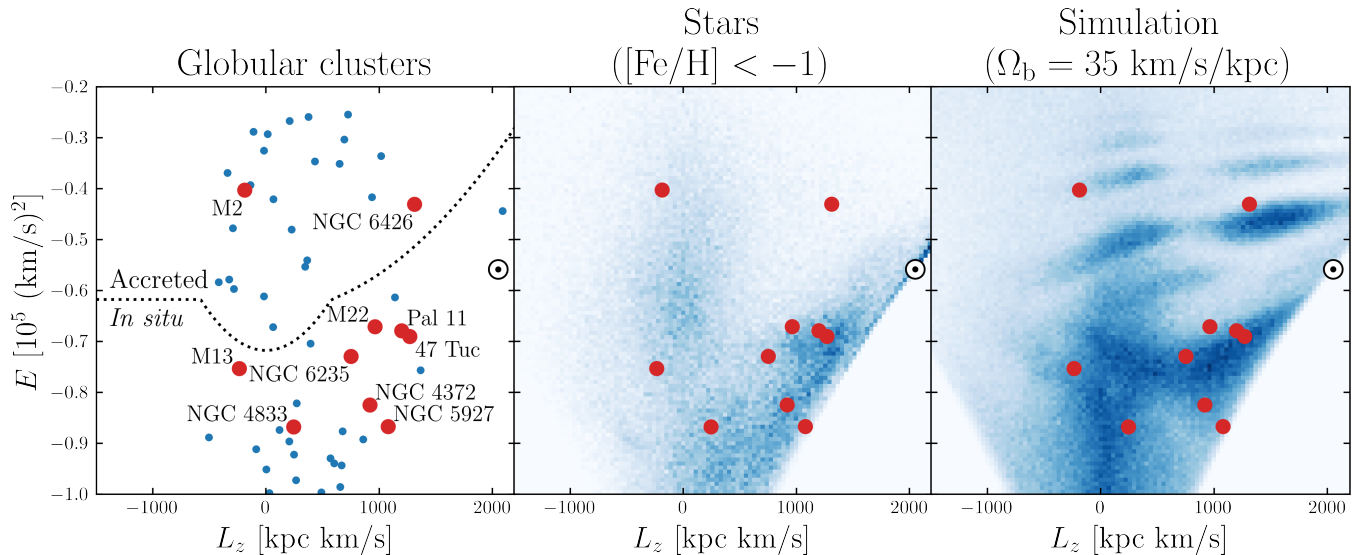 Globular clusters
Stars
([Fe/H] < −1)
Simulation
(Ω_b = 35 km/s/kpc)
E [10^5 (km/s)^2]
−0.2
−0.3
−0.4
−0.5
−0.6
−0.7
−0.8
−0.9
−1.0
M2
NGC 6426
Accreted
In situ
M22
Pal 11
47 Tuc
M13
NGC 6235
NGC 4372
NGC 4833
NGC 5927
−1000
0
1000
2000
−1000
0
1000
2000
−1000
0
1000
2000
L_z [kpc km/s]
L_z [kpc km/s]
L_z [kpc km/s]